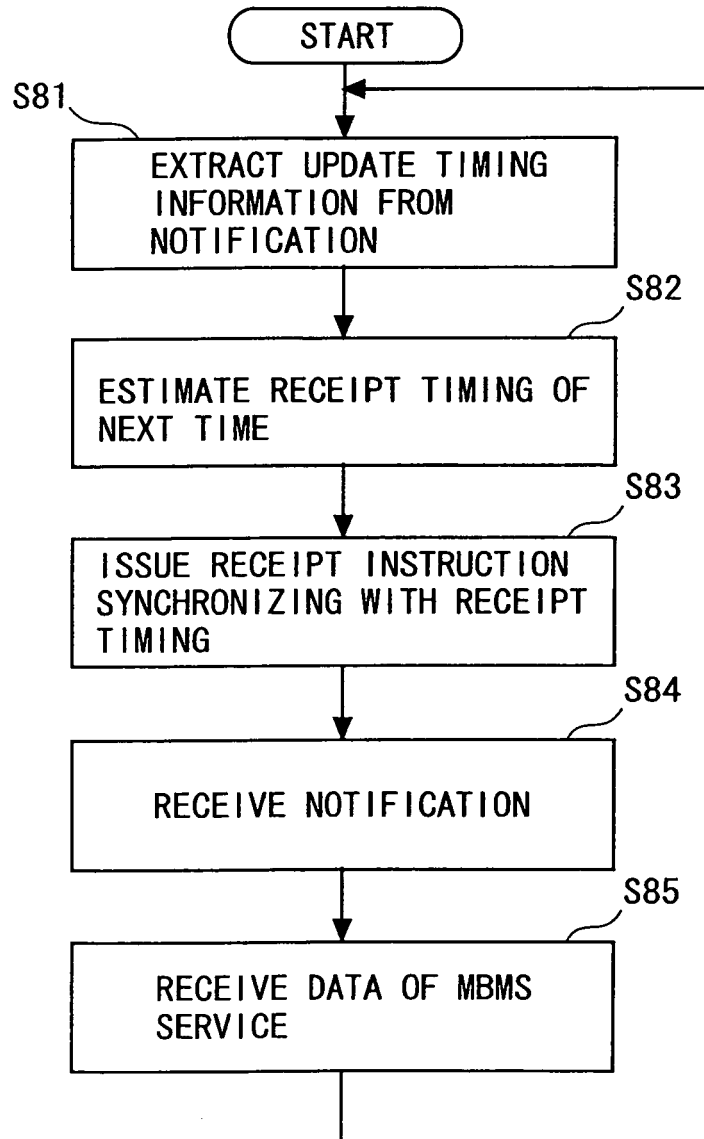 START
S81
EXTRACT UPDATE TIMING
INFORMATION FROM
NOTIFICATION
S82
ESTIMATE RECEIPT TIMING OF
NEXT TIME
S83
ISSUE RECEIPT INSTRUCTION
SYNCHRONIZING WITH RECEIPT
TIMING
S84
RECEIVE NOTIFICATION
S85
RECEIVE DATA OF MBMS
SERVICE